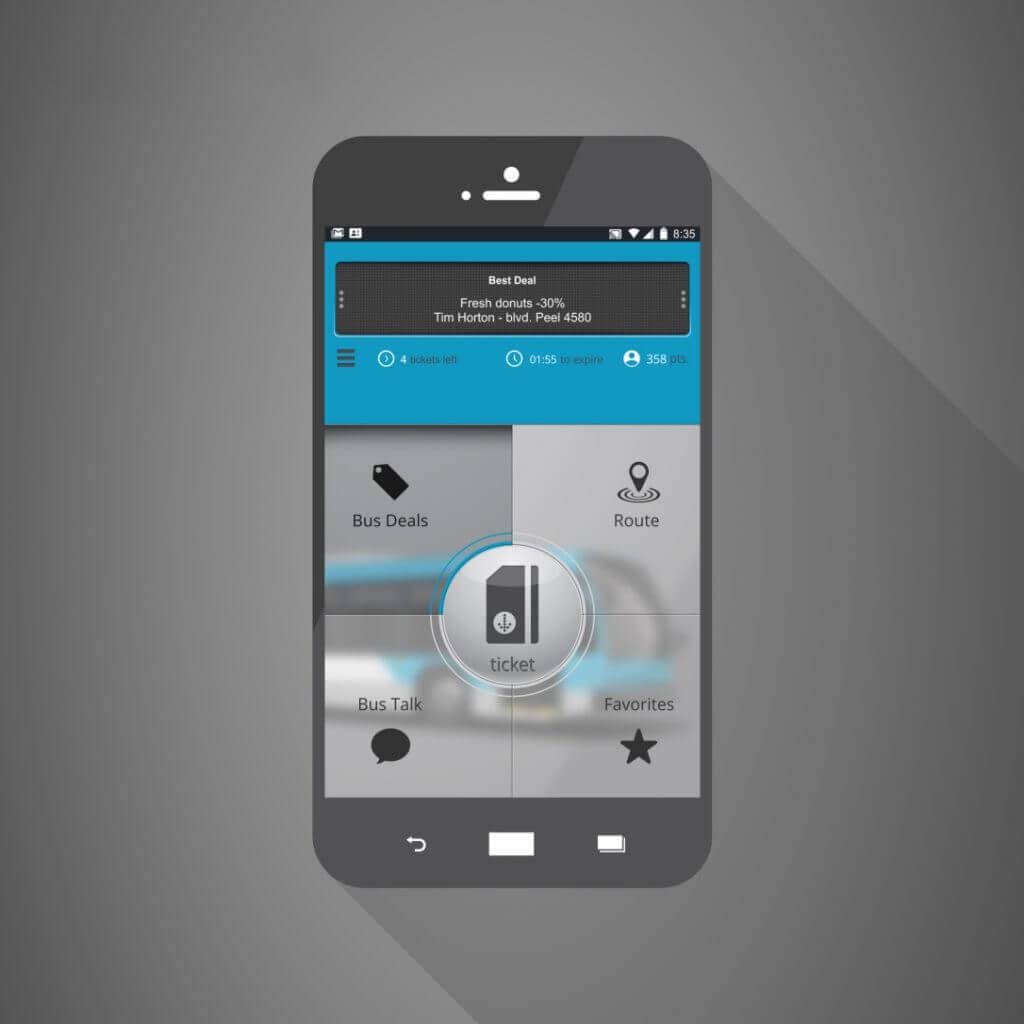 8:35
Best Deal
Fresh donuts -30%
Tim Horton - blvd. Peel 4580
4 tickets left 01:55 to expire 358 pts.
Bus Deals Route
ticket
Bus Talk Favorites